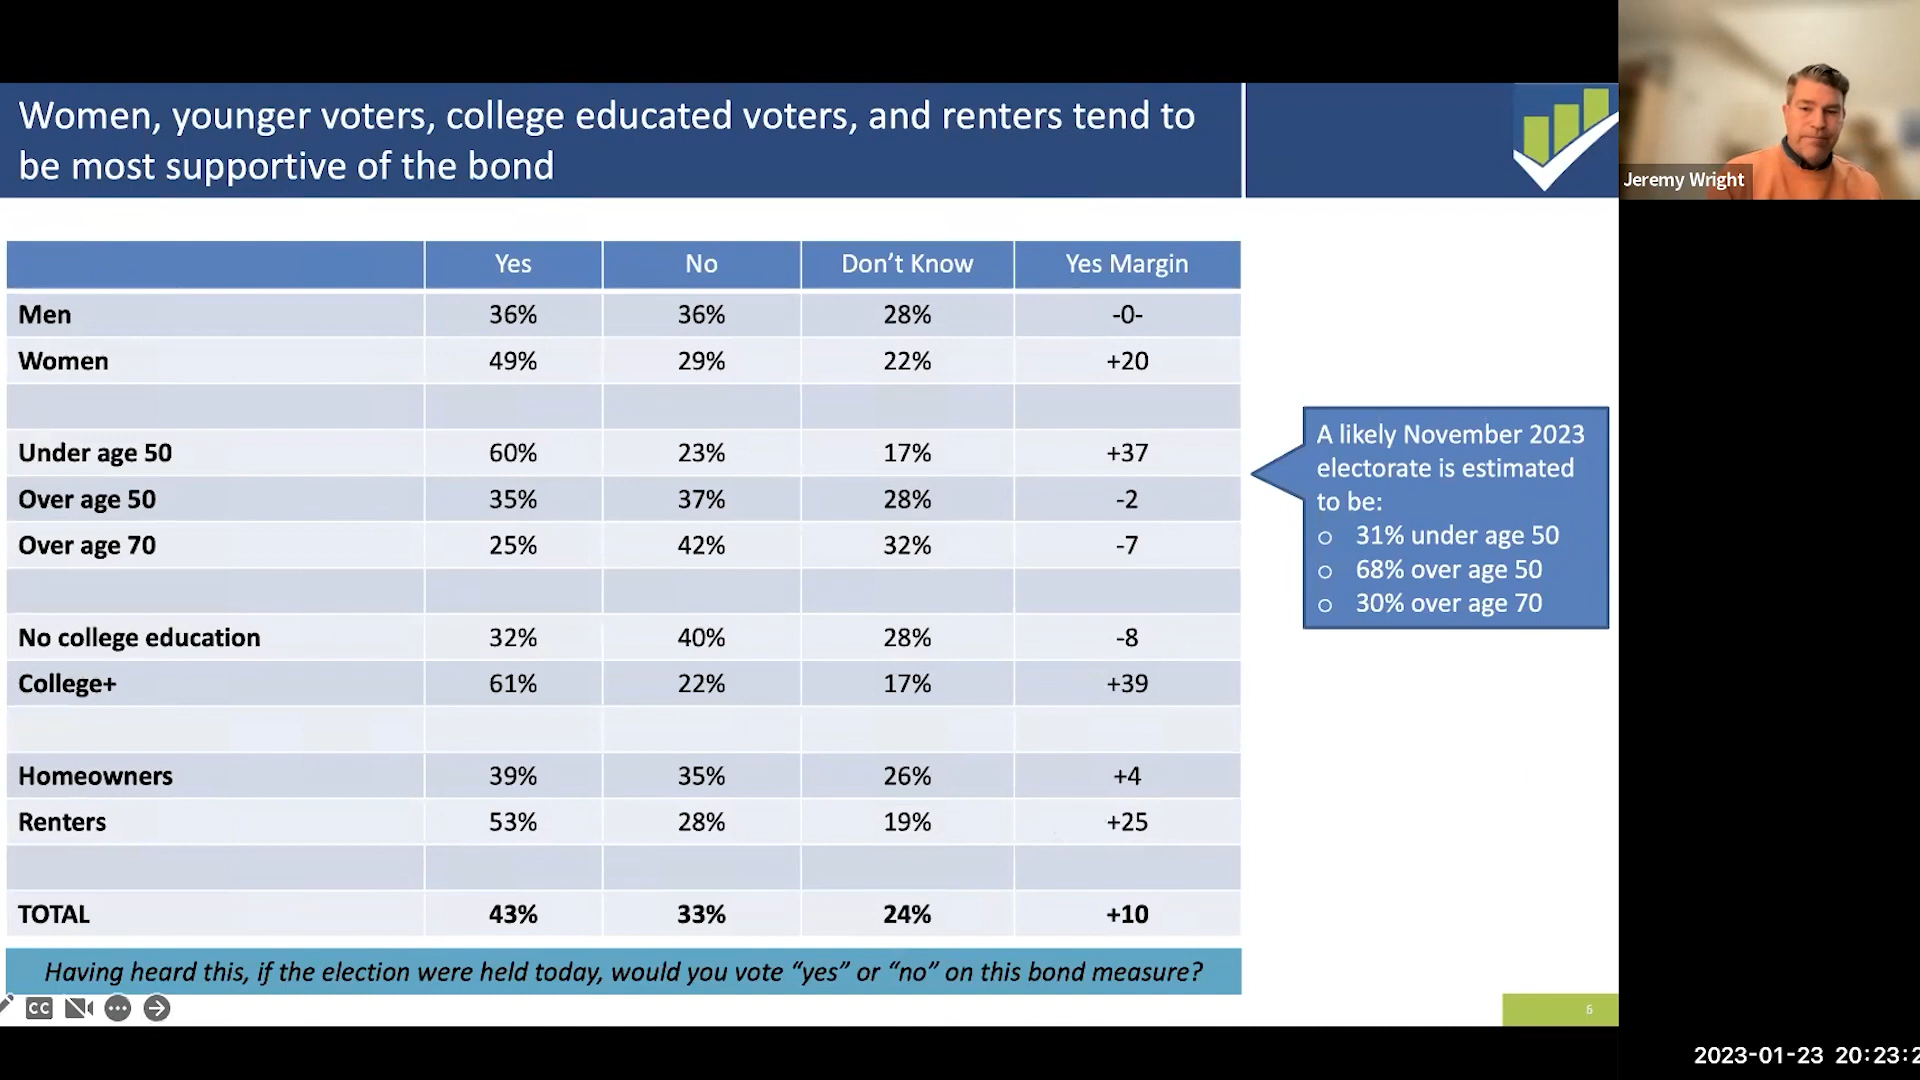 Women, younger voters, college educated voters, and renters tend to
be most supportive of the bond
Jeremy Wright
Yes No Don't Know Yes Margin
Men 36% 36% 28% -0-
Women 49% 29% 22% +20
Under age 50 60% 23% 17% +37
Over age 50 35% 37% 28% -2
Over age 70 25% 42% 32% -7
No college education 32% 40% 28% -8
College+ 61% 22% 17% +39
Homeowners 39% 35% 26% +4
Renters 53% 28% 19% +25
TOTAL 43% 33% 24% +10
A likely November 2023
electorate is estimated
to be:
o 31% under age 50
o 68% over age 50
o 30% over age 70
Having heard this, if the election were held today, would you vote “yes” or “no” on this bond measure?
CC
6
2023-01-23 20:23:2